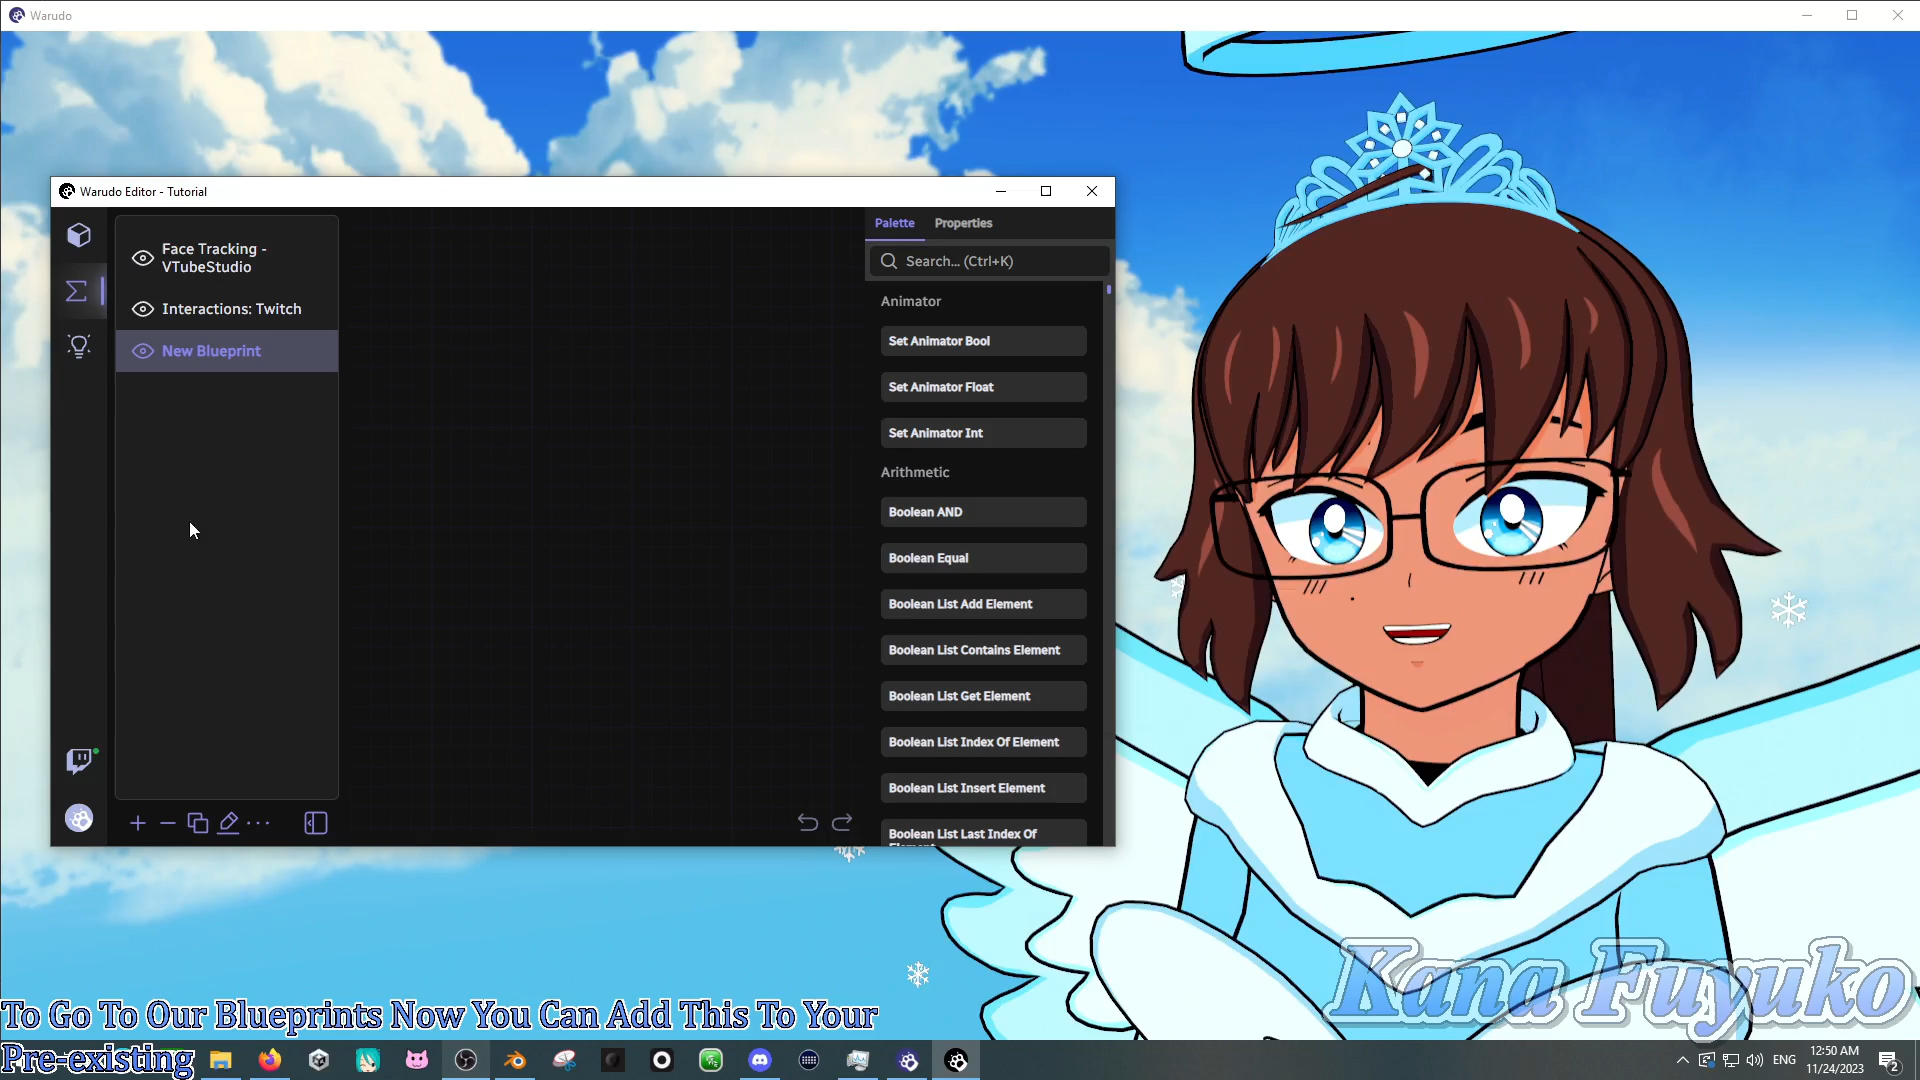 Warudo
Warudo Editor - Tutorial
Face Tracking -
VTubeStudio
Interactions: Twitch
New Blueprint
Palette
Properties
Search... (Ctrl+K)
Animator
Set Animator Bool
Set Animator Float
Set Animator Int
Arithmetic
Boolean AND
Boolean Equal
Boolean List Add Element
Boolean List Contains Element
Boolean List Get Element
Boolean List Index Of Element
Boolean List Insert Element
Boolean List Last Index Of
Kana Fuyuko
To Go To Our Blueprints Now You Can Add This To Your
Pre-existing
ENG
12:50 AM
11/24/2023
2